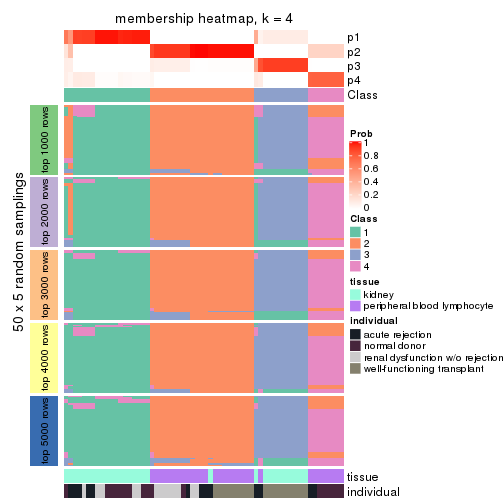 membership heatmap, k = 4
p1
p2
p3
p4
Class
50 x 5 random samplings
top 1000 rows
top 2000 rows
top 3000 rows
top 4000 rows
top 5000 rows
tissue
individual
Prob
1
0.8
0.6
0.4
0.2
0
Class
1
2
3
4
tissue
kidney
peripheral blood lymphocyte
individual
acute rejection
normal donor
renal dysfunction w/o rejection
well-functioning transplant